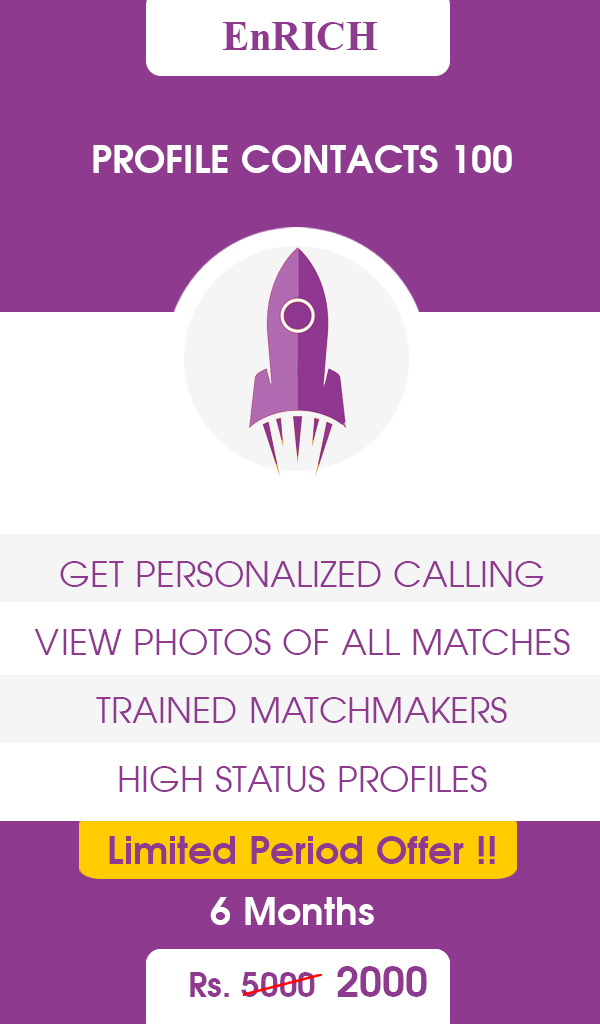 EnRICH
PROFILE CONTACTS 100
GET PERSONALIZED CALLING
VIEW PHOTOS OF ALL MATCHES
TRAINED MATCHMAKERS
HIGH STATUS PROFILES
Limited Period Offer !!
6 Months
Rs. 5000 2000